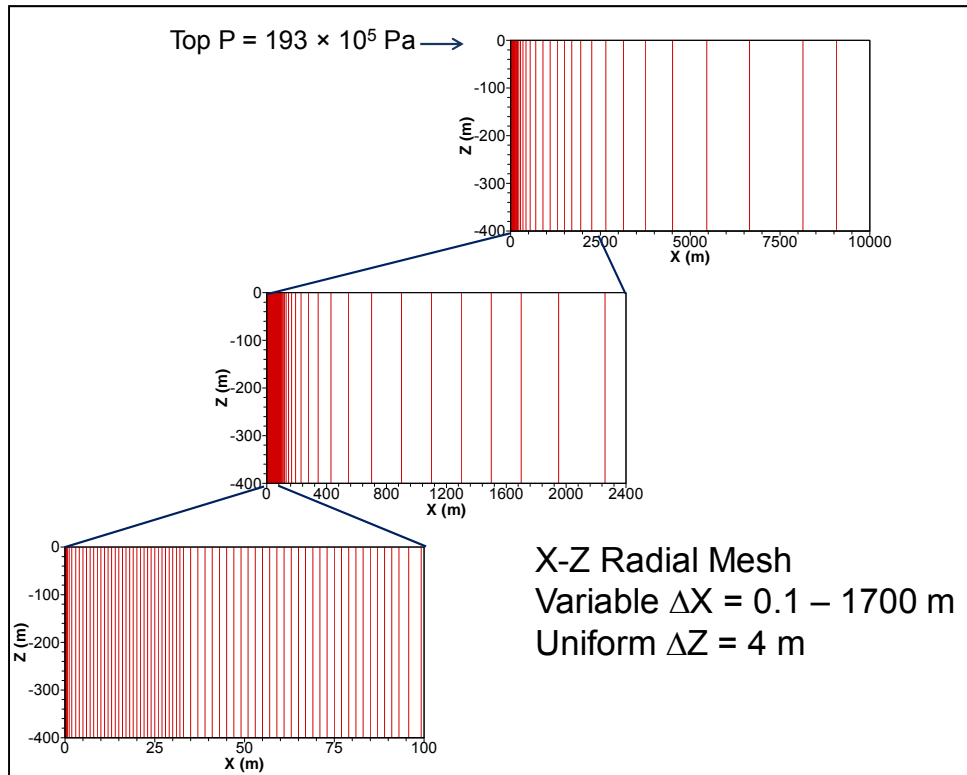 Top P = 193 × 10⁵ Pa
0
-100
-200
-300
-400
Z (m)
0 2500 5000 7500 10000
X (m)
0
-100
-200
-300
-400
Z (m)
0 400 800 1200 1600 2000 2400
X (m)
0
-100
-200
-300
-400
Z (m)
0 25 50 75 100
X (m)
X-Z Radial Mesh
Variable ΔX = 0.1 – 1700 m
Uniform ΔZ = 4 m